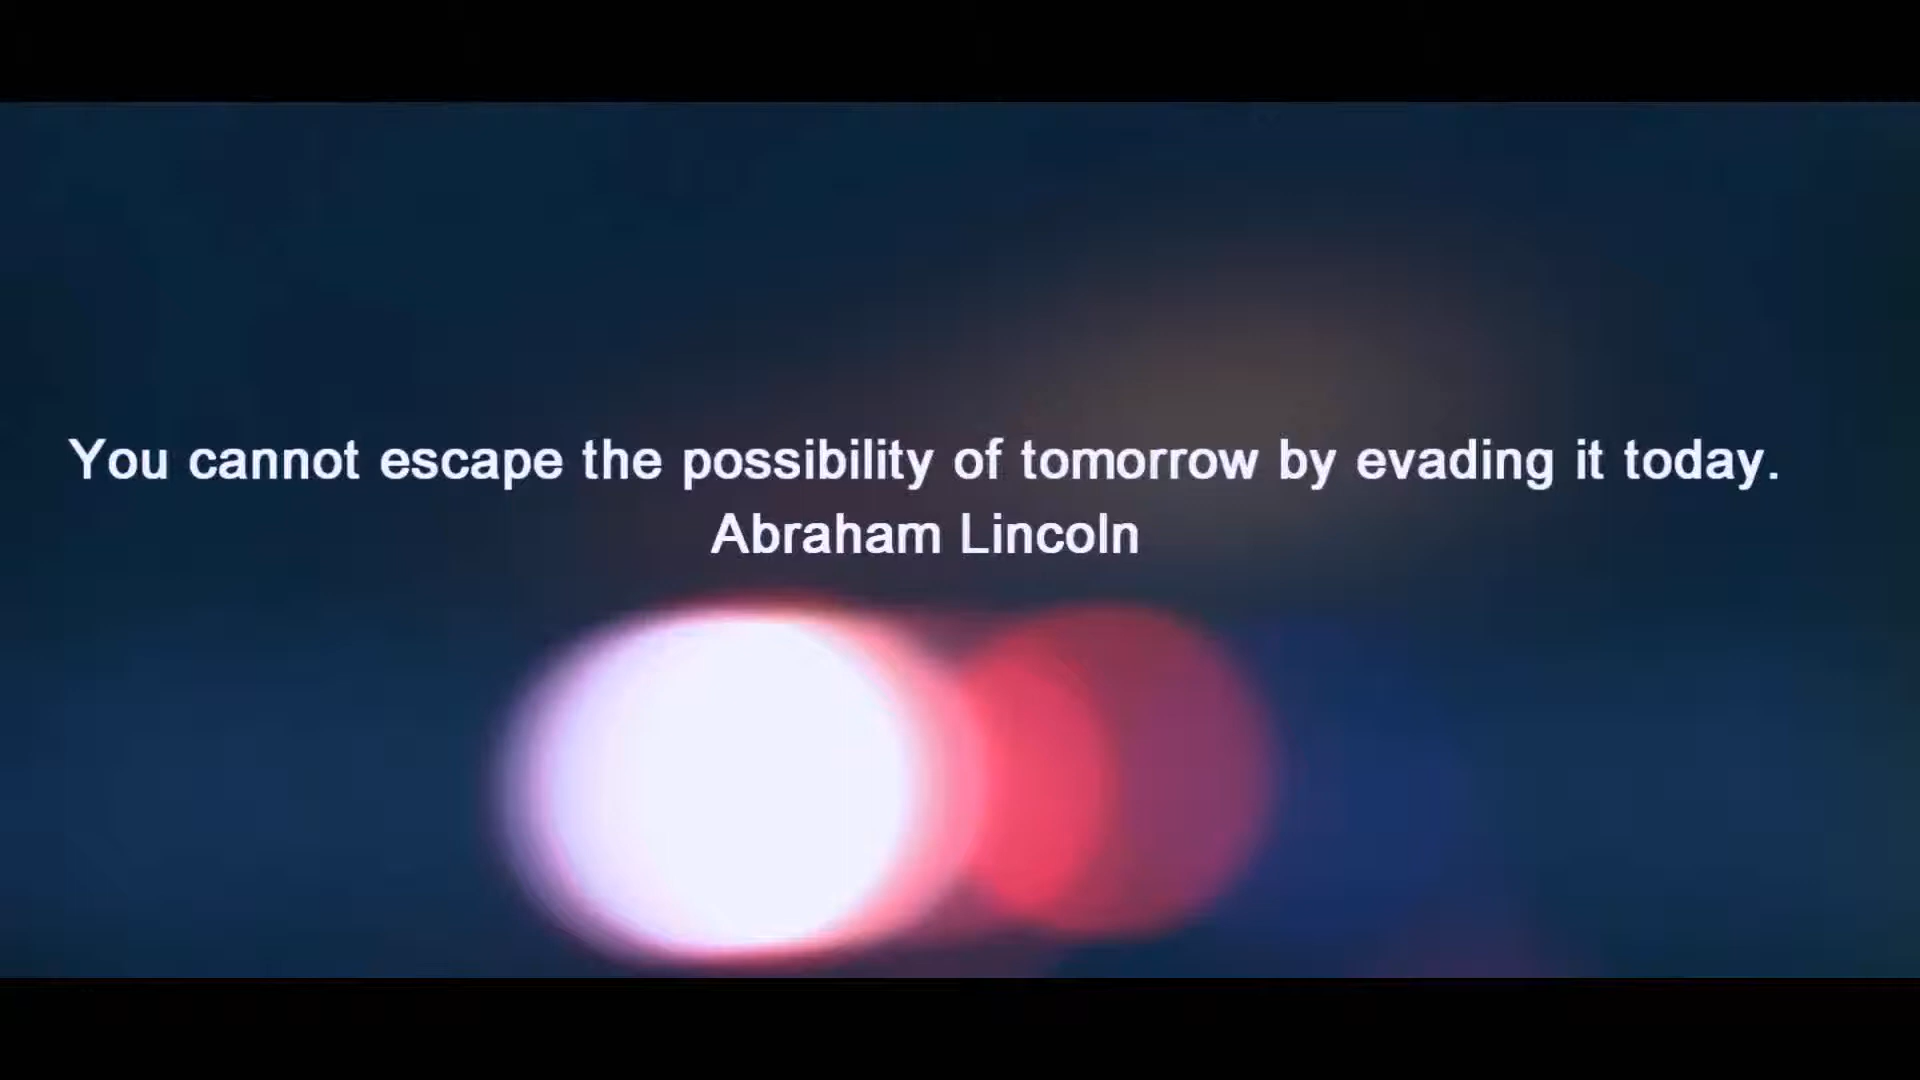 You cannot escape the possibility of tomorrow by evading it today.
Abraham Lincoln